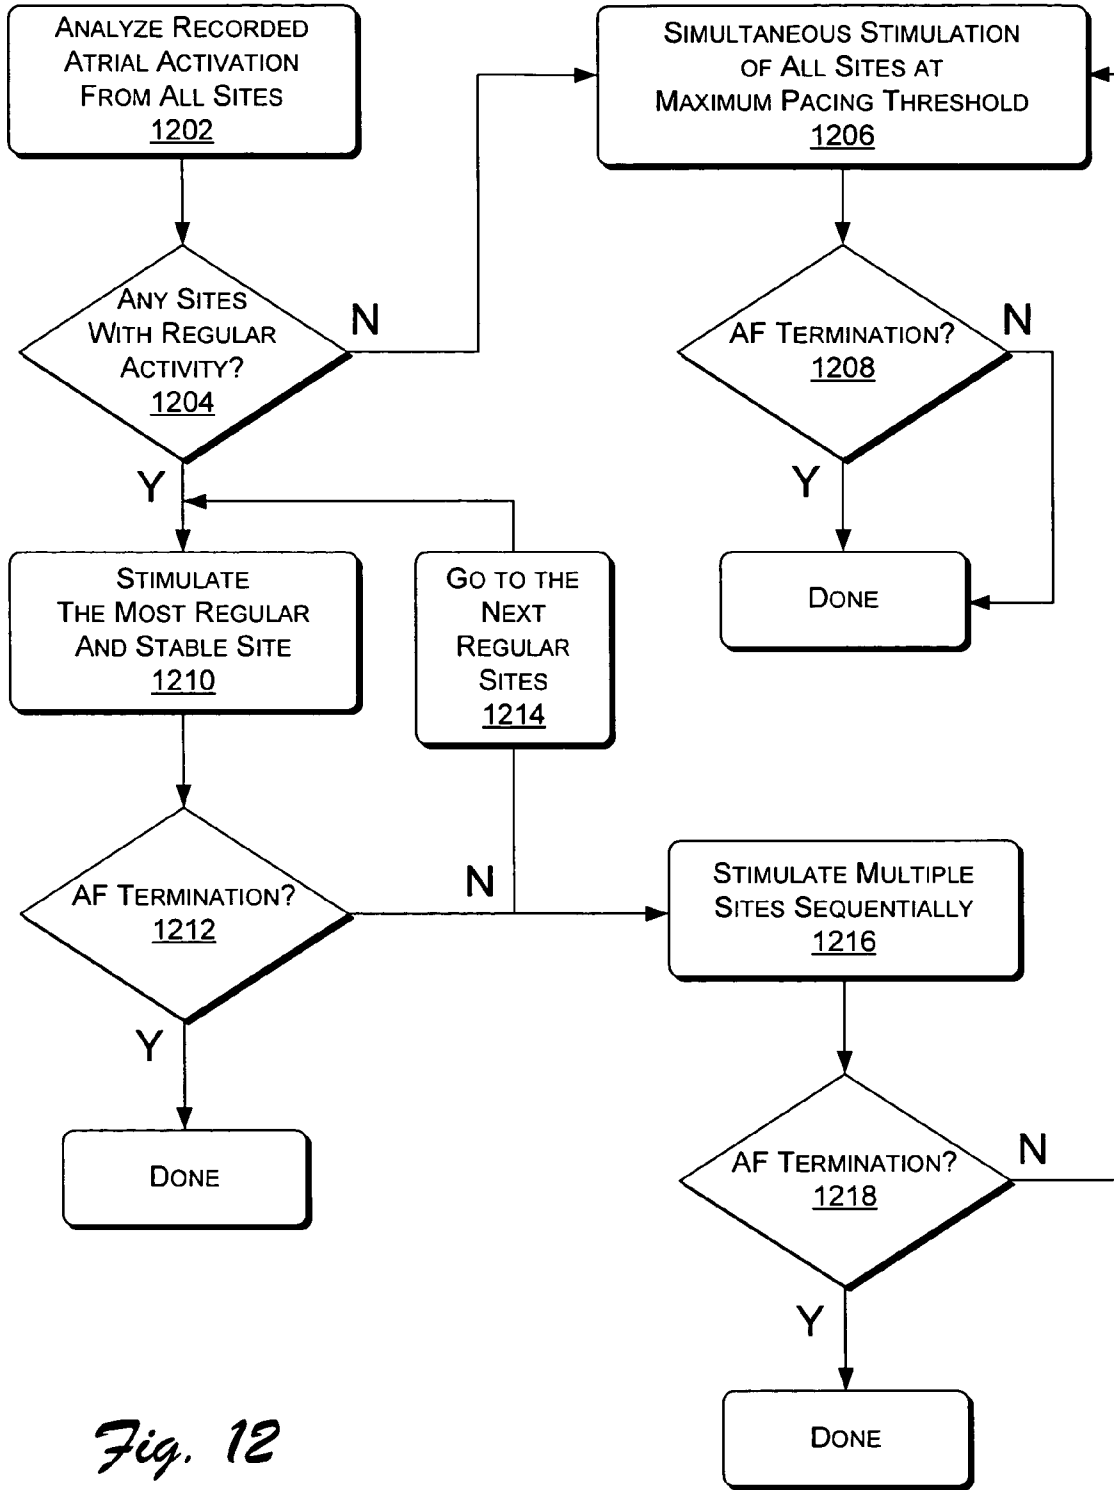 ANALYZE RECORDED
ATRIAL ACTIVATION
FROM ALL SITES
1202
SIMULTANEOUS STIMULATION
OF ALL SITES AT
MAXIMUM PACING THRESHOLD
1206
ANY SITES
WITH REGULAR
ACTIVITY?
1204
N
Y
AF TERMINATION?
1208
N
Y
DONE
STIMULATE
THE MOST REGULAR
AND STABLE SITE
1210
GO TO THE
NEXT
REGULAR
SITES
1214
AF TERMINATION?
1212
N
Y
DONE
STIMULATE MULTIPLE
SITES SEQUENTIALLY
1216
AF TERMINATION?
1218
N
Y
DONE
Fig. 12